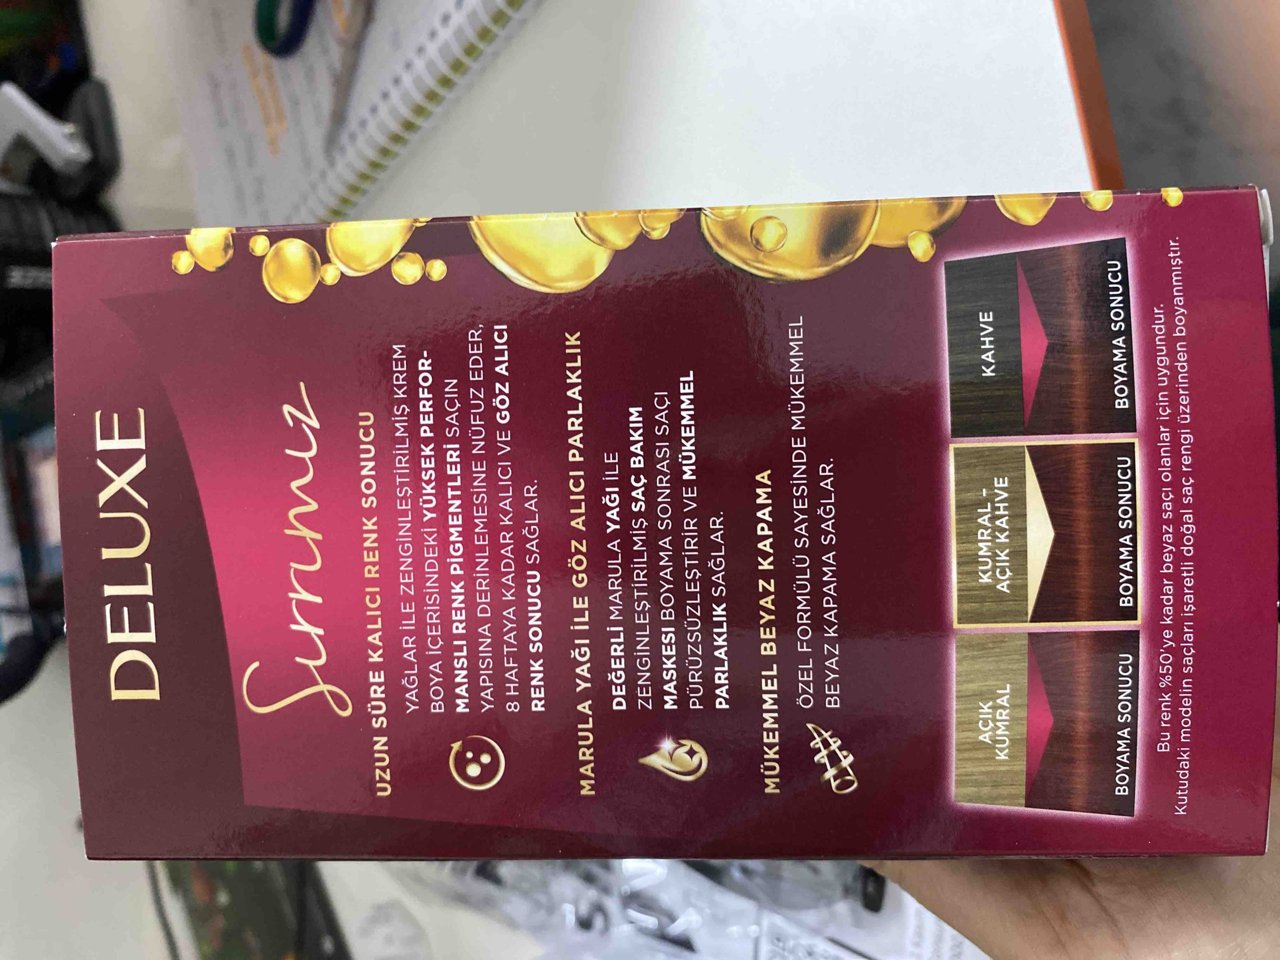 DELUXE
Sırrımız
UZUN SÜRE KALICI RENK SONUCU
YAĞLAR İLE ZENGİNLEŞTİRİLMİŞ KREM
BOYA İÇERİSİNDEKİ YÜKSEK PERFOR-
MANSLI RENK PİGMENTLERİ SAÇIN
YAPISINA DERİNLEMESİNE NÜFUZ EDER,
8 HAFTAYA KADAR KALICI VE GÖZ ALICI
RENK SONUCU SAĞLAR.
MARULA YAĞI İLE GÖZ ALICI PARLAKLIK
DEĞERLİ MARULA YAĞI İLE
ZENGİNLEŞTİRİLMİŞ SAÇ BAKIM
MASKESİ BOYAMA SONRASI SAÇI
PÜRÜZSÜZLEŞTİRİR VE MÜKEMMEL
PARLAKLIK SAĞLAR.
MÜKEMMEL BEYAZ KAPAMA
ÖZEL FORMÜLÜ SAYESİNDE MÜKEMMEL
BEYAZ KAPAMA SAĞLAR.
AÇIK
KUMRAL
BOYAMA SONUCU
KUMRAL-
AÇIK KAHVE
BOYAMA SONUCU
KAHVE
BOYAMA SONUCU
Bu renk %50'ye kadar beyaz saçı olanlar için uygundur.
Kutudaki modelin saçları işaretli doğal saç rengi üzerinden boyanmıştır.